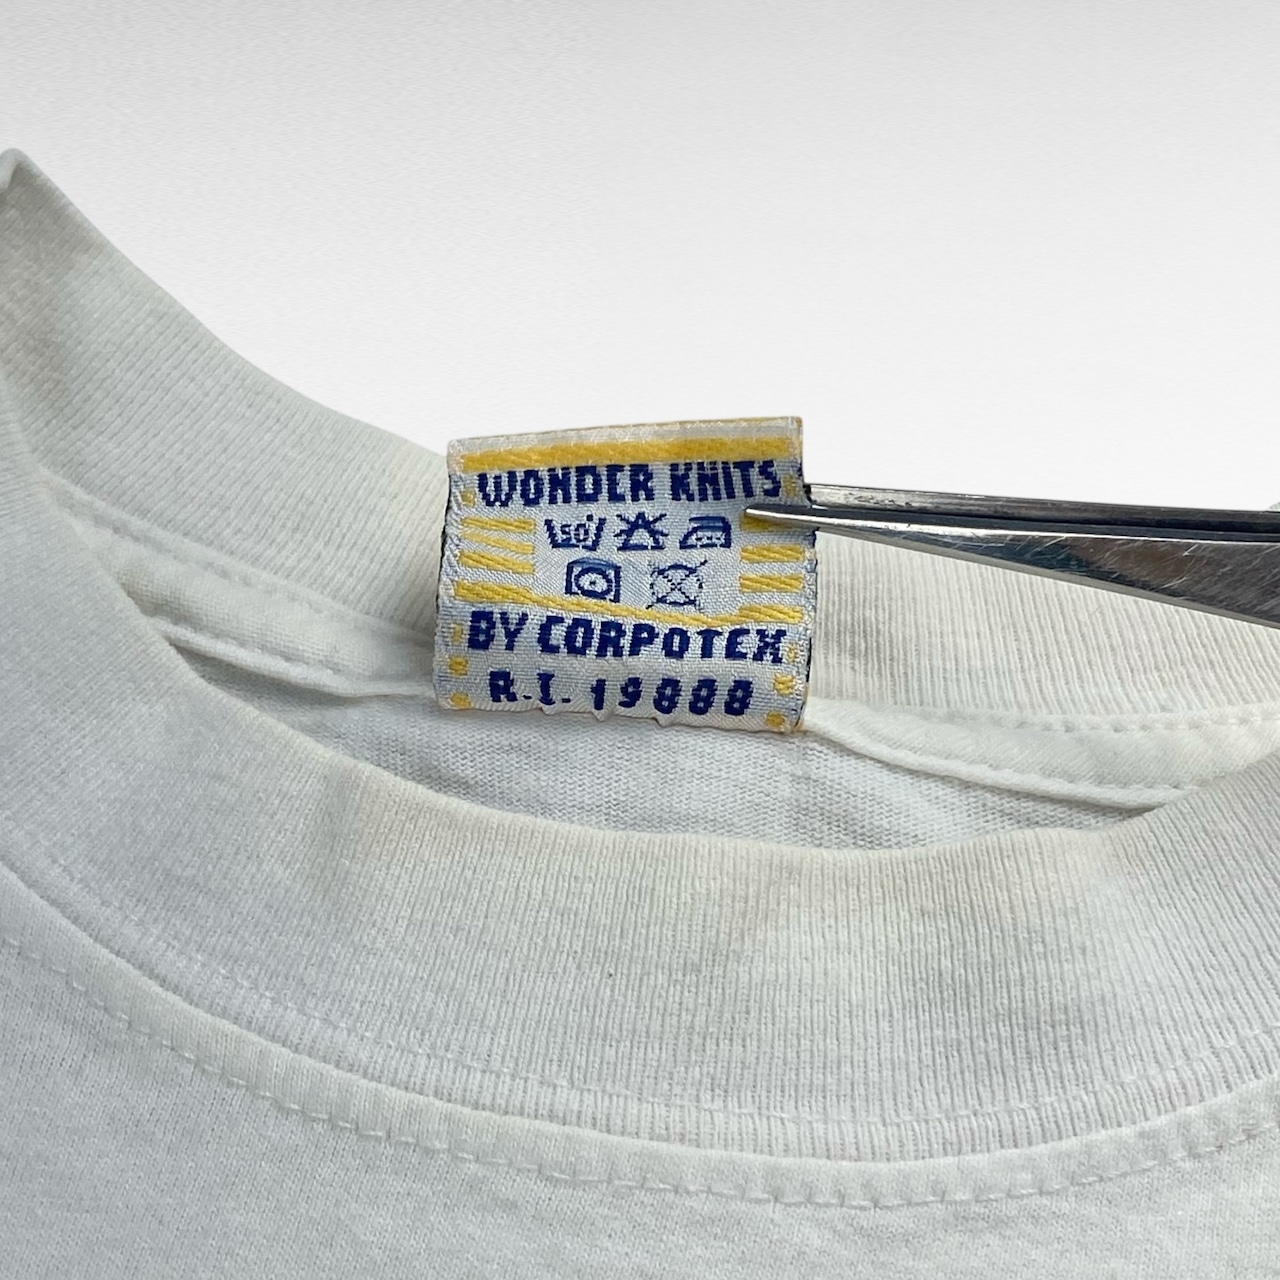 WONDER KNITS
50
BY CORPOTEX
R.I. 19888